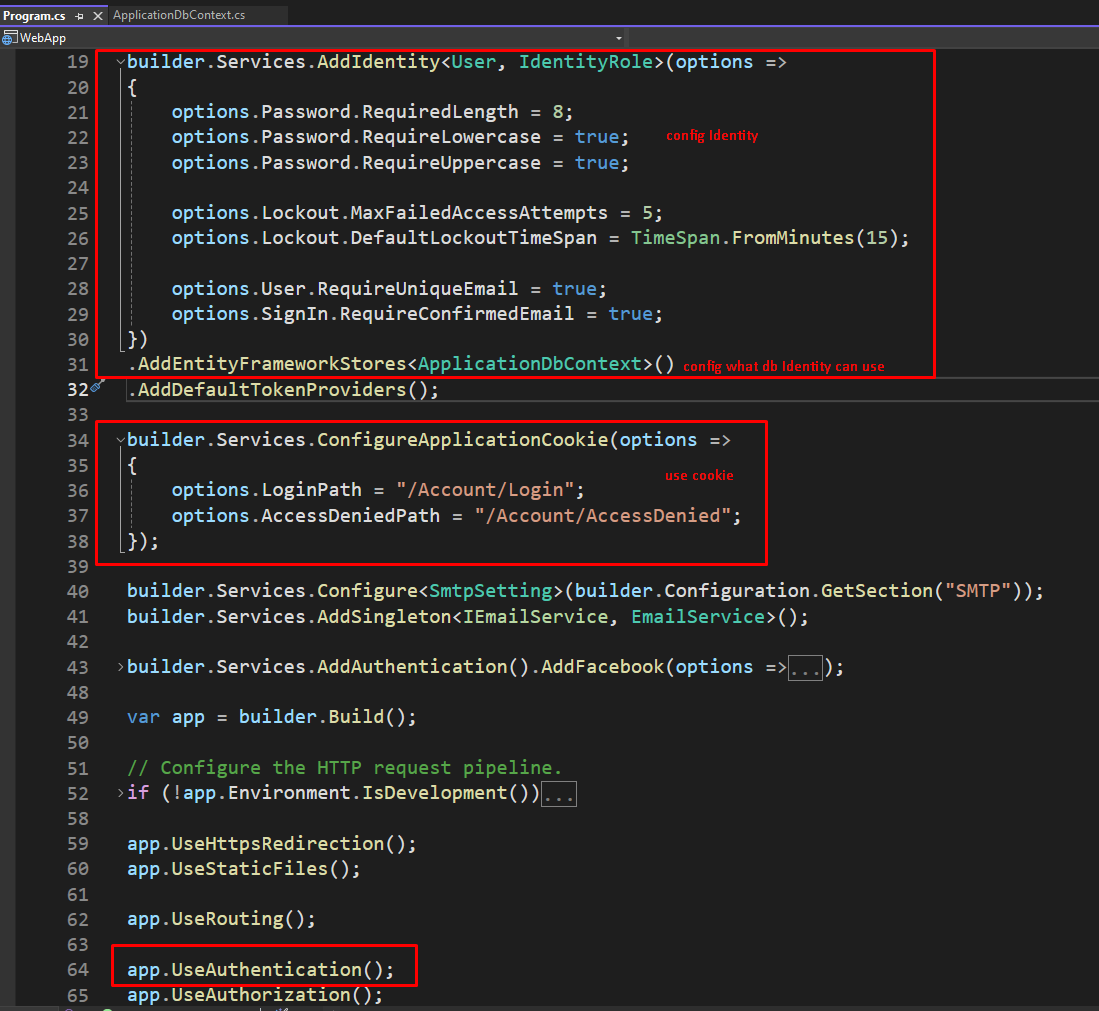 Program.cs ApplicationDbContext.cs
WebApp
19 builder.Services.AddIdentity<User, IdentityRole>(options =>
20 {
21 options.Password.RequiredLength = 8;
22 options.Password.RequireLowercase = true; config Identity
23 options.Password.RequireUppercase = true;
24
25 options.Lockout.MaxFailedAccessAttempts = 5;
26 options.Lockout.DefaultLockoutTimeSpan = TimeSpan.FromMinutes(15);
27
28 options.User.RequireUniqueEmail = true;
29 options.SignIn.RequireConfirmedEmail = true;
30 })
31 .AddEntityFrameworkStores<ApplicationDbContext>() config what db Identity can use
32 .AddDefaultTokenProviders();
33
34 builder.Services.ConfigureApplicationCookie(options =>
35 {
use cookie
36 options.LoginPath = "/Account/Login";
37 options.AccessDeniedPath = "/Account/AccessDenied";
38 });
39
40 builder.Services.Configure<SmtpSetting>(builder.Configuration.GetSection("SMTP"));
41 builder.Services.AddSingleton<IEmailService, EmailService>();
42
43 builder.Services.AddAuthentication().AddFacebook(options =>...);
48
49 var app = builder.Build();
50
51 // Configure the HTTP request pipeline.
52 if (!app.Environment.IsDevelopment())...
58
59 app.UseHttpsRedirection();
60 app.UseStaticFiles();
61
62 app.UseRouting();
63
64 app.UseAuthentication();
65 app.UseAuthorization();